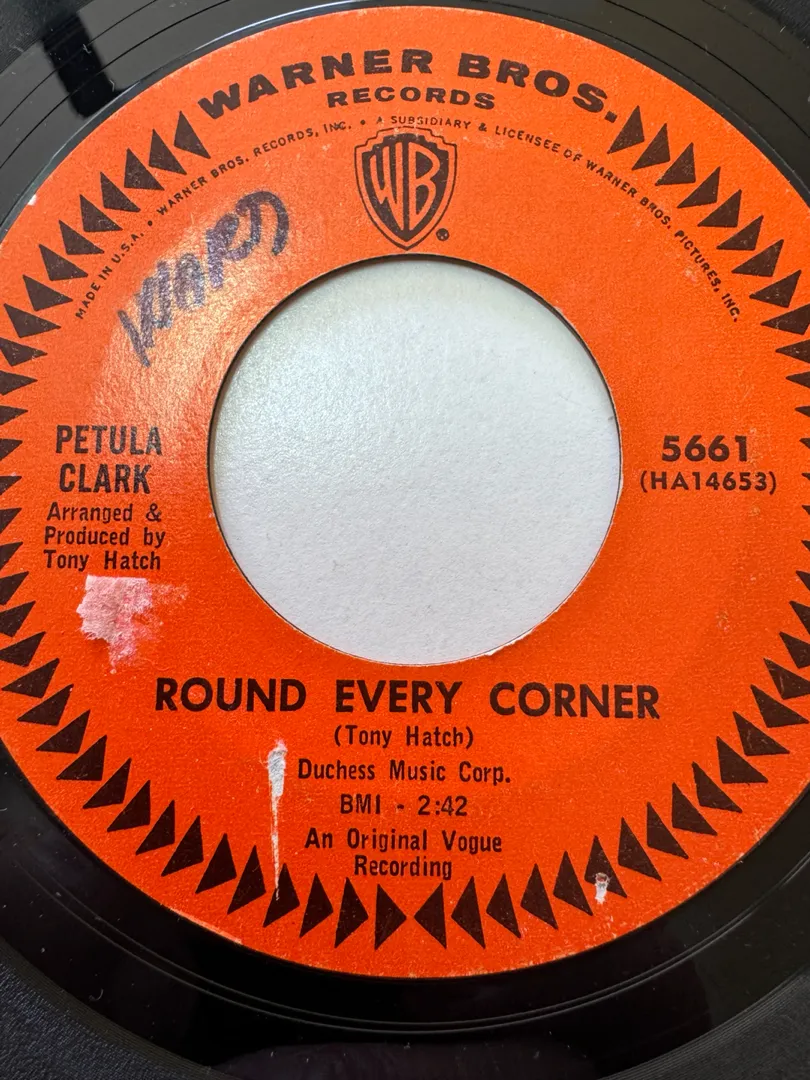 WARNER BROS.
RECORDS
MADE IN U.S.A. • WARNER BROS. RECORDS, INC. • A SUBSIDIARY & LICENSEE OF WARNER BROS. PICTURES, INC.
WB
®
WARD
PETULA
CLARK
Arranged &
Produced by
Tony Hatch
5661
(HA14653)
ROUND EVERY CORNER
(Tony Hatch)
Duchess Music Corp.
BMI - 2:42
An Original Vogue
Recording